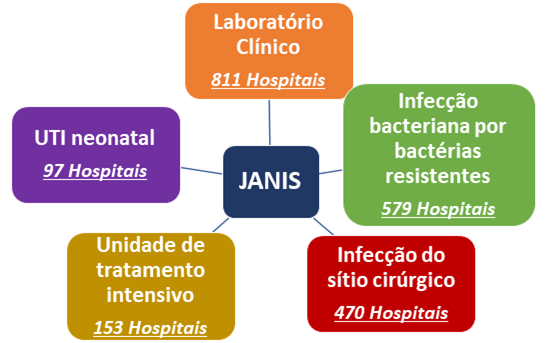 Laboratório
Clínico
811 Hospitais
Infecção
bacteriana por
bactérias
resistentes
579 Hospitais
UTI neonatal
97 Hospitais
JANIS
Unidade de
tratamento
intensivo
153 Hospitais
Infecção do
sítio cirúrgico
470 Hospitais